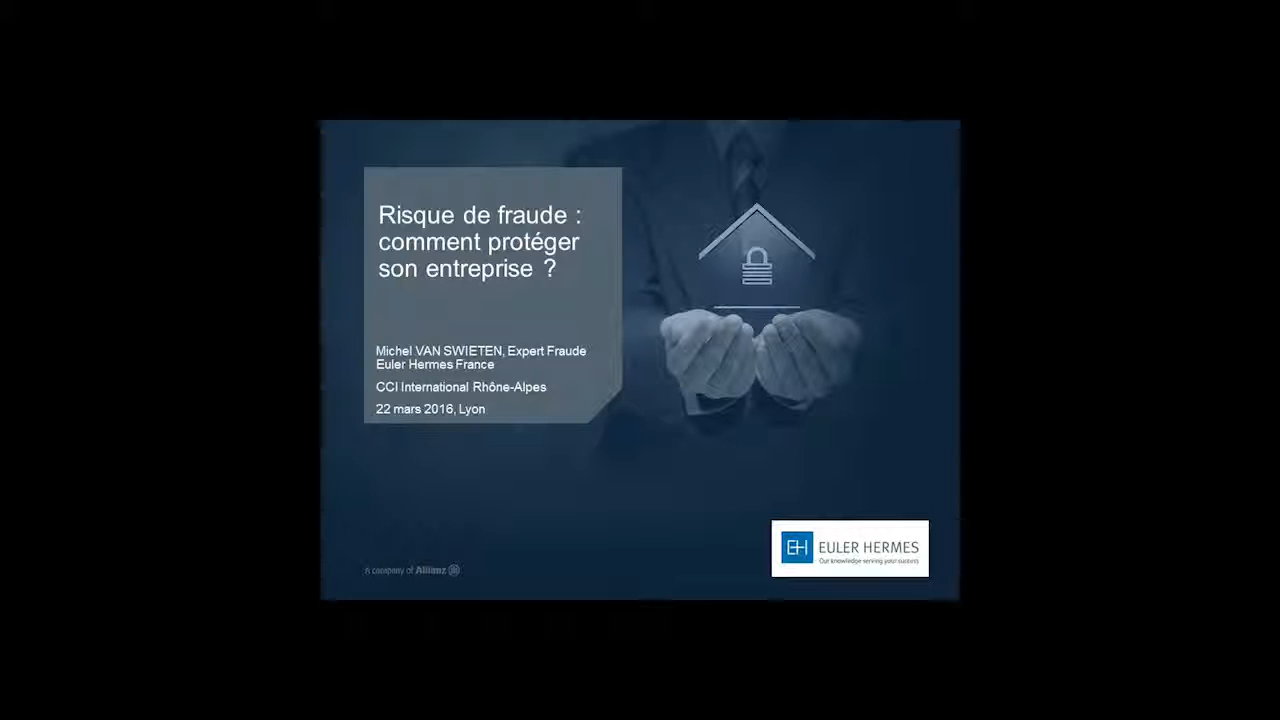 Risque de fraude :
comment protéger
son entreprise ?
Michel VAN SWIETEN, Expert Fraude
Euler Hermes France
CCI International Rhône-Alpes
22 mars 2016, Lyon
A company of Allianz
EH EULER HERMES
Our knowledge serving your success